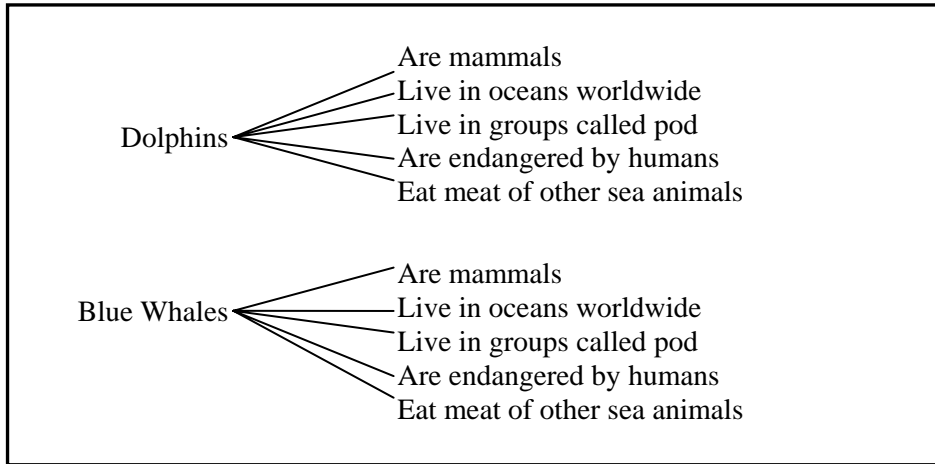 Are mammals
Live in oceans worldwide
Live in groups called pod
Dolphins
Are endangered by humans
Eat meat of other sea animals
Are mammals
Live in oceans worldwide
Blue Whales
Live in groups called pod
Are endangered by humans
Eat meat of other sea animals